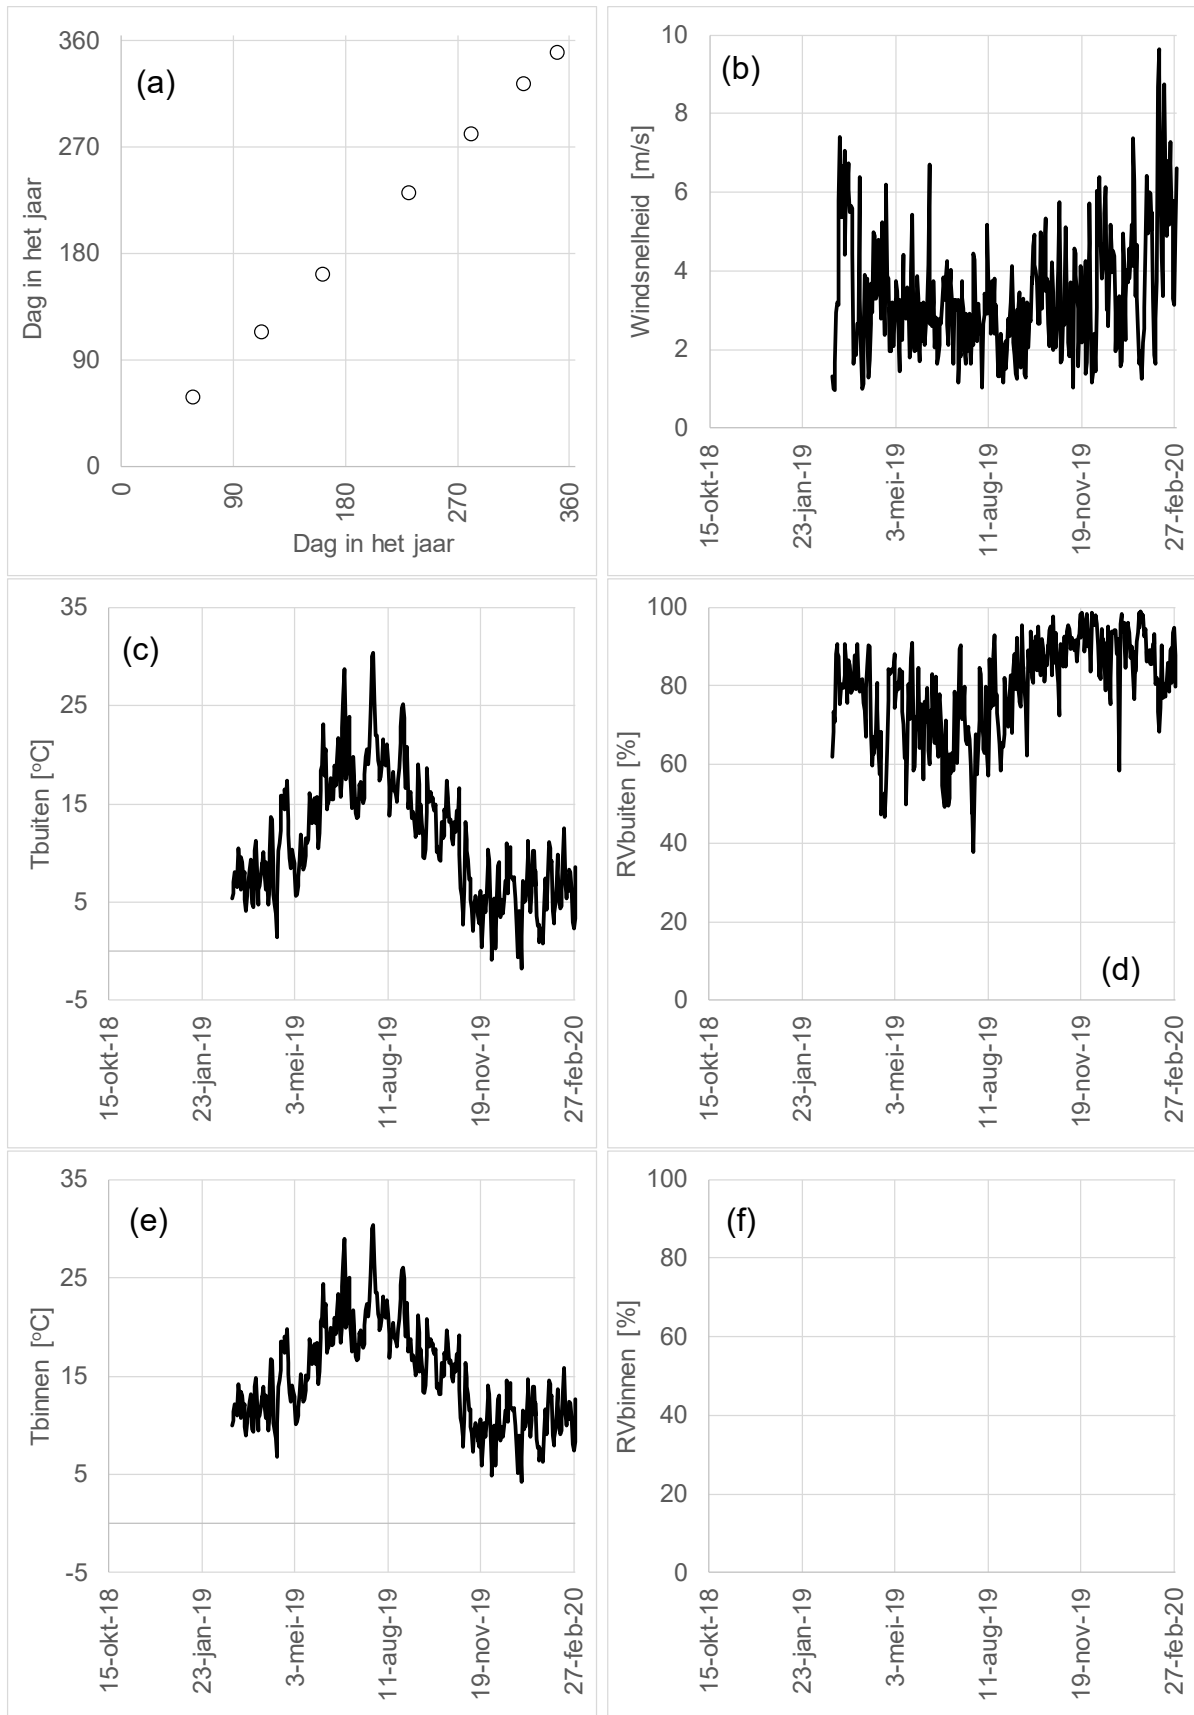 (a)
Dag in het jaar
360
270
180
90
0
0
90
180
270
360
Dag in het jaar
(b)
Windsnelheid [m/s]
10
8
6
4
2
0
15-okt-18
23-jan-19
3-mei-19
11-aug-19
19-nov-19
27-feb-20
(c)
Tbuiten [°C]
35
25
15
5
-5
15-okt-18
23-jan-19
3-mei-19
11-aug-19
19-nov-19
27-feb-20
(d)
RVbuiten [%]
100
80
60
40
20
0
15-okt-18
23-jan-19
3-mei-19
11-aug-19
19-nov-19
27-feb-20
(e)
Tbinnen [°C]
35
25
15
5
-5
15-okt-18
23-jan-19
3-mei-19
11-aug-19
19-nov-19
27-feb-20
(f)
RVbinnen [%]
100
80
60
40
20
0
15-okt-18
23-jan-19
3-mei-19
11-aug-19
19-nov-19
27-feb-20